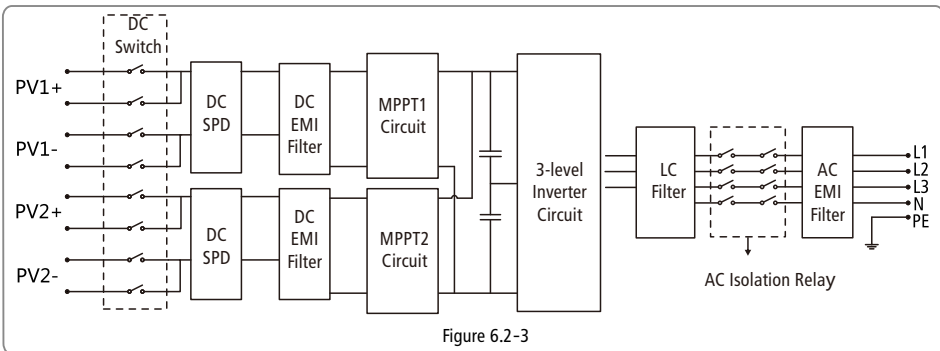 DC
Switch
PV1+
PV1-
PV2+
PV2-
DC
SPD
DC
EMI
Filter
MPPT1
Circuit
DC
SPD
DC
EMI
Filter
MPPT2
Circuit
3-level
Inverter
Circuit
LC
Filter
AC
EMI
Filter
L1
L2
L3
N
PE
AC Isolation Relay
Figure 6.2-3